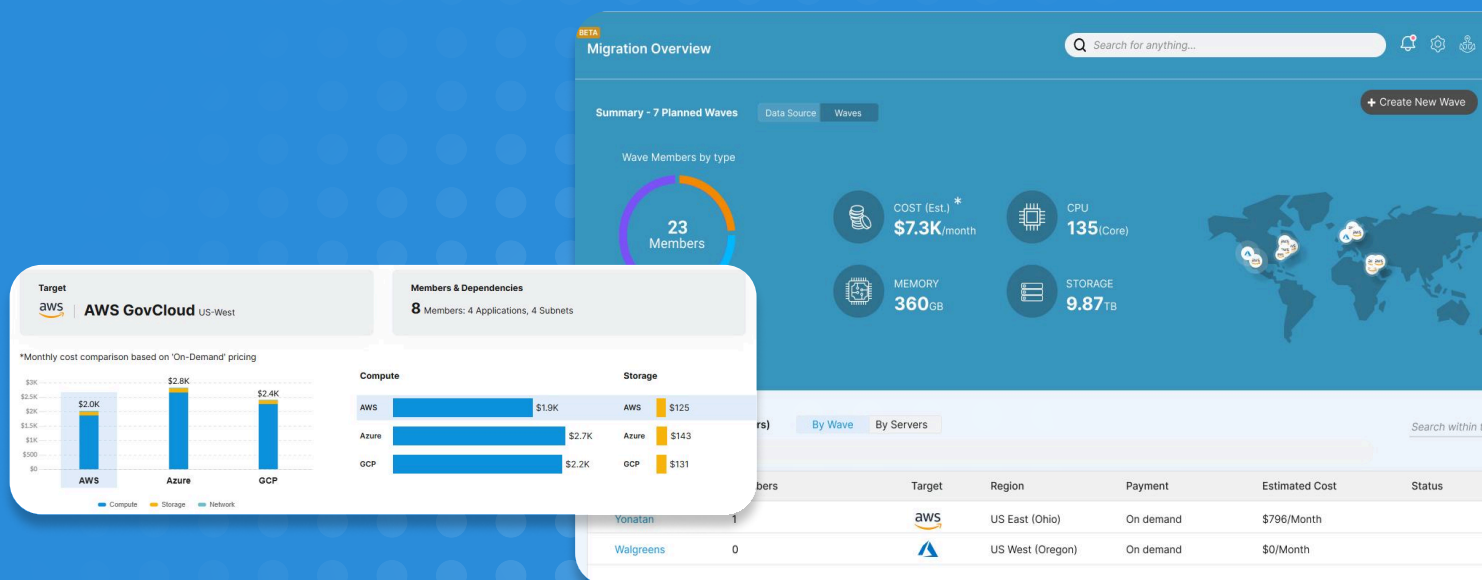 BETA
Migration Overview
Search for anything...
Summary - 7 Planned Waves
Data Source
Waves
+ Create New Wave
Wave Members by type
23
Members
COST (Est.) *
$7.3K/month
CPU
135(Core)
MEMORY
360GB
STORAGE
9.87TB
Target
aws | AWS GovCloud US-West
Members & Dependencies
8 Members: 4 Applications, 4 Subnets
*Monthly cost comparison based on 'On-Demand' pricing
$3K
$2.5K
$2K
$1.5K
$1K
$500
$0
$2.0K
$2.8K
$2.4K
AWS
Azure
GCP
Compute
Storage
Network
Compute
AWS $1.9K
Azure $2.7K
GCP $2.2K
Storage
AWS $125
Azure $143
GCP $131
rs)
By Wave
By Servers
Search within t
bers
Target
Region
Payment
Estimated Cost
Status
Yonatan 1 aws US East (Ohio) On demand $796/Month
Walgreens 0 US West (Oregon) On demand $0/Month